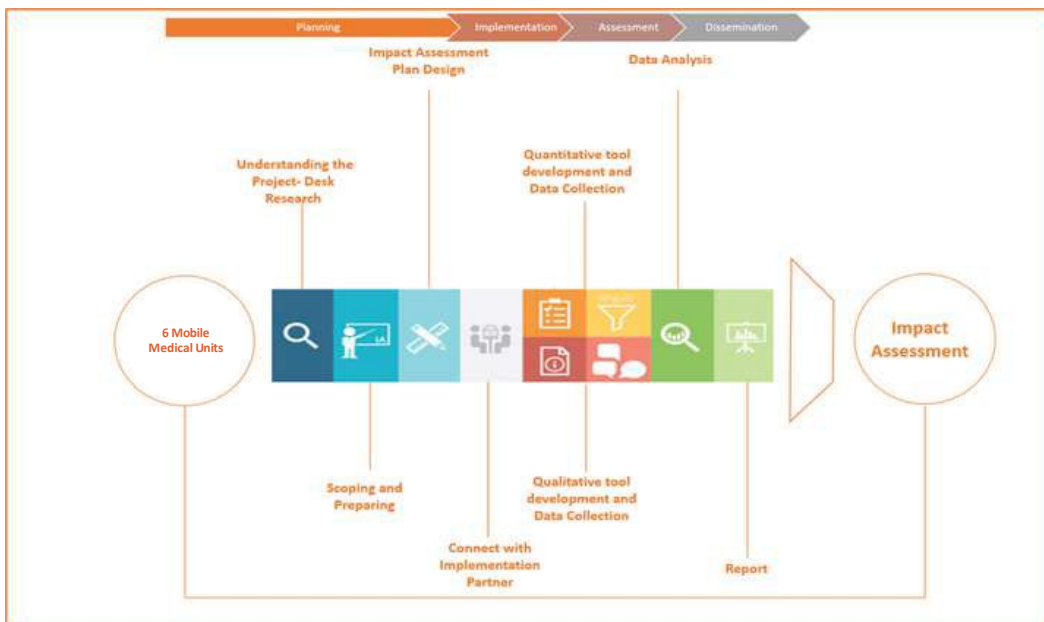 Planning
Implementation
Assessment
Dissemination
Impact Assessment
Plan Design
Data Analysis
Understanding the
Project- Desk
Research
Quantitative tool
development and
Data Collection
6 Mobile
Medical Units
Impact
Assessment
Scoping and
Preparing
Qualitative tool
development and
Data Collection
Connect with
Implementation
Partner
Report